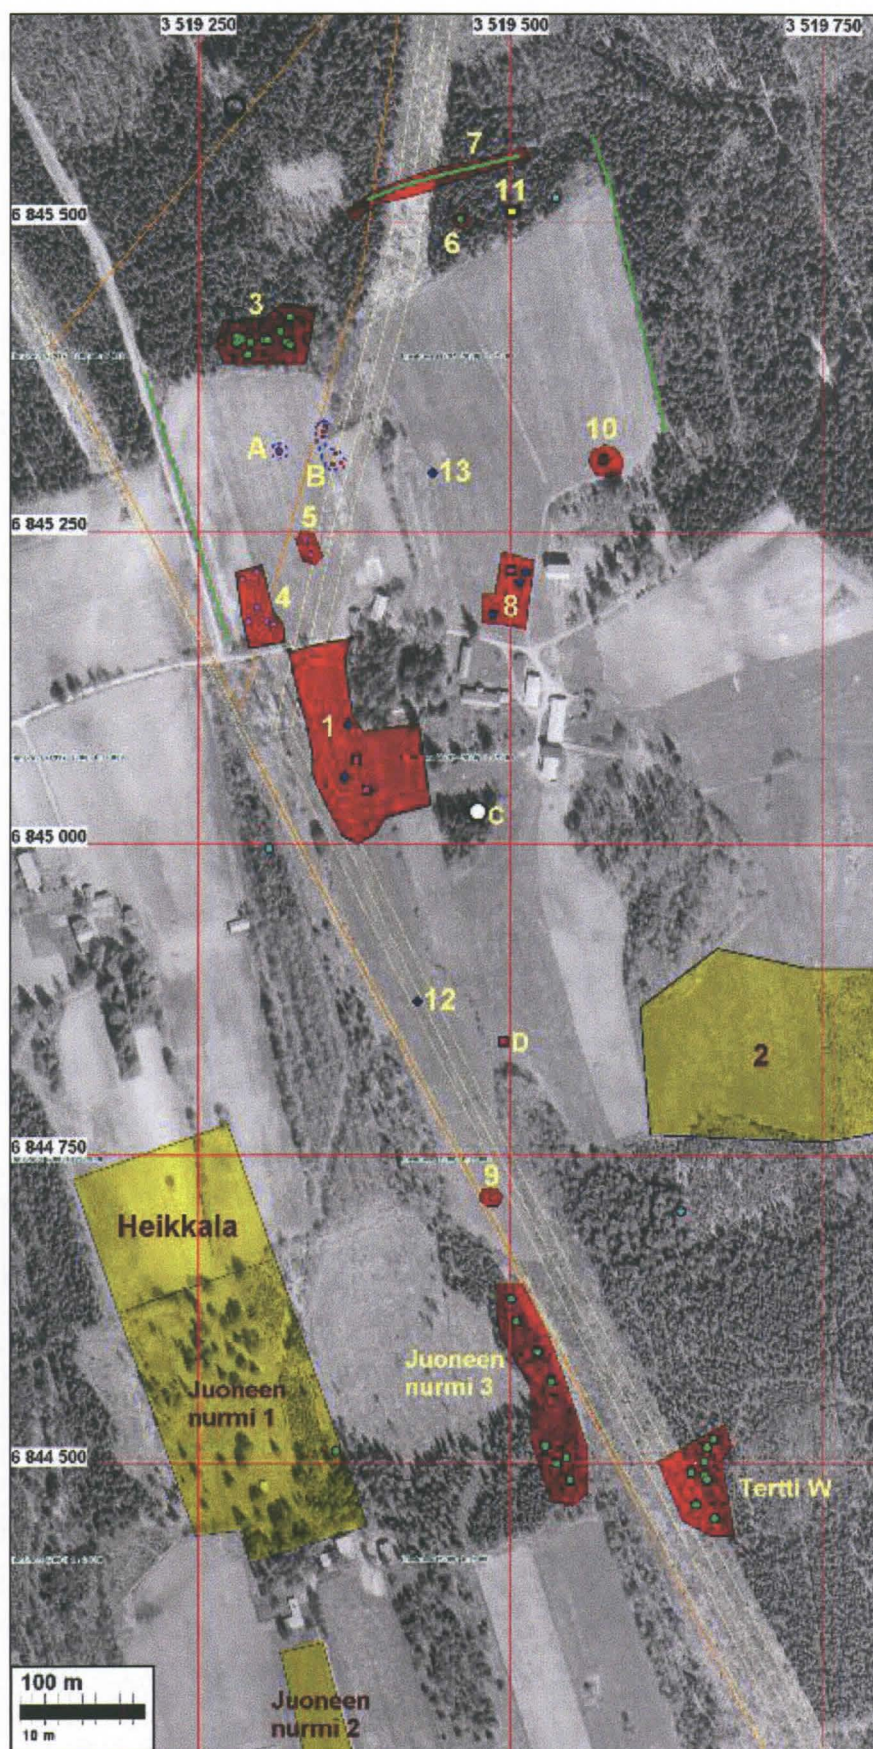 3 519 250
3 519 500
3 519 750
7
11
6 845 500
6
3
10
A
B
13
6 845 250
5
4
8
1
C
6 845 000
12
D
2
6 844 750
9
Heikkala
Juoneen
nurmi 3
Juoneen
nurmi 1
6 844 500
Tertti W
100 m
10 m
Juoneen
nurmi 2